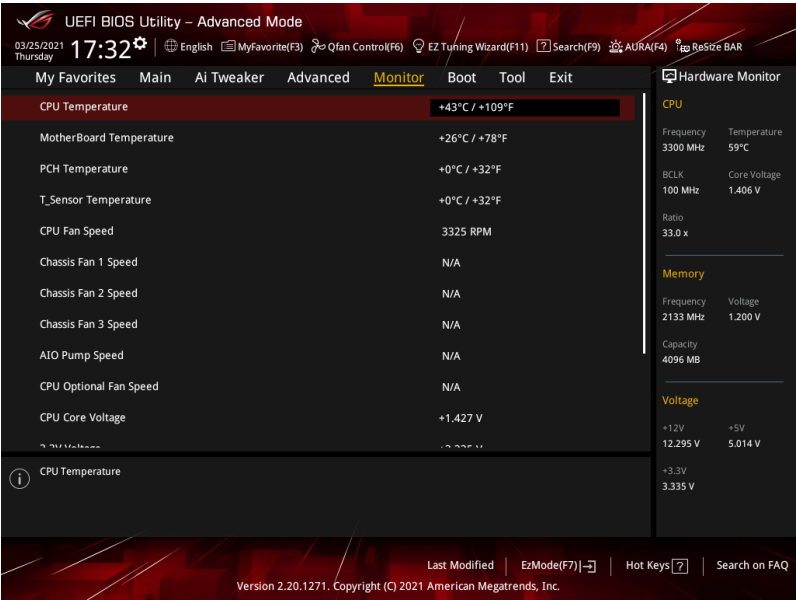 UEFI BIOS Utility – Advanced Mode
03/25/2021 Thursday 17:32 English MyFavorite(F3) Qfan Control(F6) EZ Tuning Wizard(F11) Search(F9) AURA(F4) ReSize BAR
My Favorites Main Ai Tweaker Advanced Monitor Boot Tool Exit
CPU Temperature +43°C / +109°F
MotherBoard Temperature +26°C / +78°F
PCH Temperature +0°C / +32°F
T_Sensor Temperature +0°C / +32°F
CPU Fan Speed 3325 RPM
Chassis Fan 1 Speed N/A
Chassis Fan 2 Speed N/A
Chassis Fan 3 Speed N/A
AIO Pump Speed N/A
CPU Optional Fan Speed N/A
CPU Core Voltage +1.427 V
3.3V Voltage +3.335 V
CPU Temperature
Hardware Monitor
CPU
Frequency Temperature
3300 MHz 59°C
BCLK Core Voltage
100 MHz 1.406 V
Ratio
33.0 x
Memory
Frequency Voltage
2133 MHz 1.200 V
Capacity
4096 MB
Voltage
+12V +5V
12.295 V 5.014 V
+3.3V
3.335 V
Last Modified EzMode(F7) Hot Keys ? Search on FAQ
Version 2.20.1271. Copyright (C) 2021 American Megatrends, Inc.